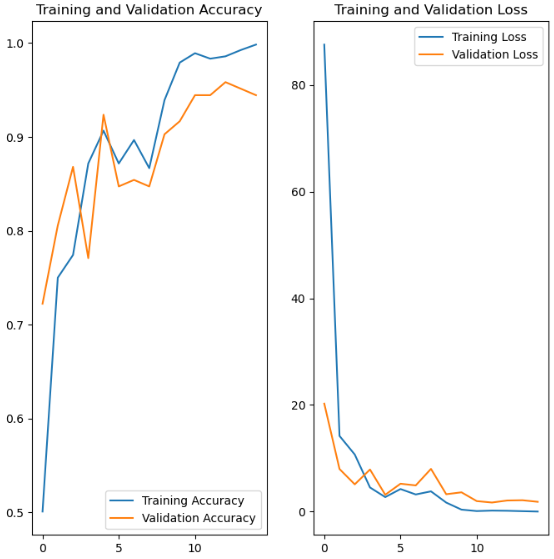 Training and Validation Accuracy
1.0
0.9
0.8
0.7
0.6
0.5
0
5
10
Training Accuracy
Validation Accuracy
Training and Validation Loss
80
60
40
20
0
0
5
10
Training Loss
Validation Loss